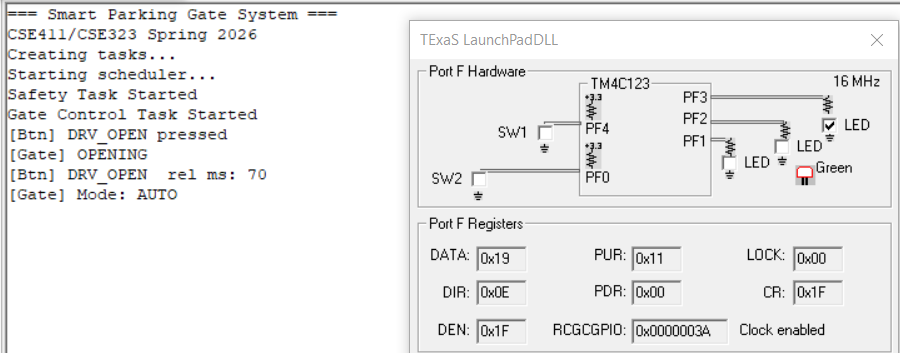 === Smart Parking Gate System ===
CSE411/CSE323 Spring 2026
Creating tasks...
Starting scheduler...
Safety Task Started
Gate Control Task Started
[Btn] DRV_OPEN pressed
[Gate] OPENING
[Btn] DRV_OPEN  rel ms: 70
[Gate] Mode: AUTO
TExaS LaunchPadDLL
Port F Hardware
TM4C123
16 MHz
+3.3
PF3
SW1
PF4
PF2
LED
+3.3
PF1
LED
LED
SW2
PF0
Green
Port F Registers
DATA: 0x19 PUR: 0x11 LOCK: 0x00
DIR: 0x0E PDR: 0x00 CR: 0x1F
DEN: 0x1F RCGCGPIO: 0x0000003A Clock enabled